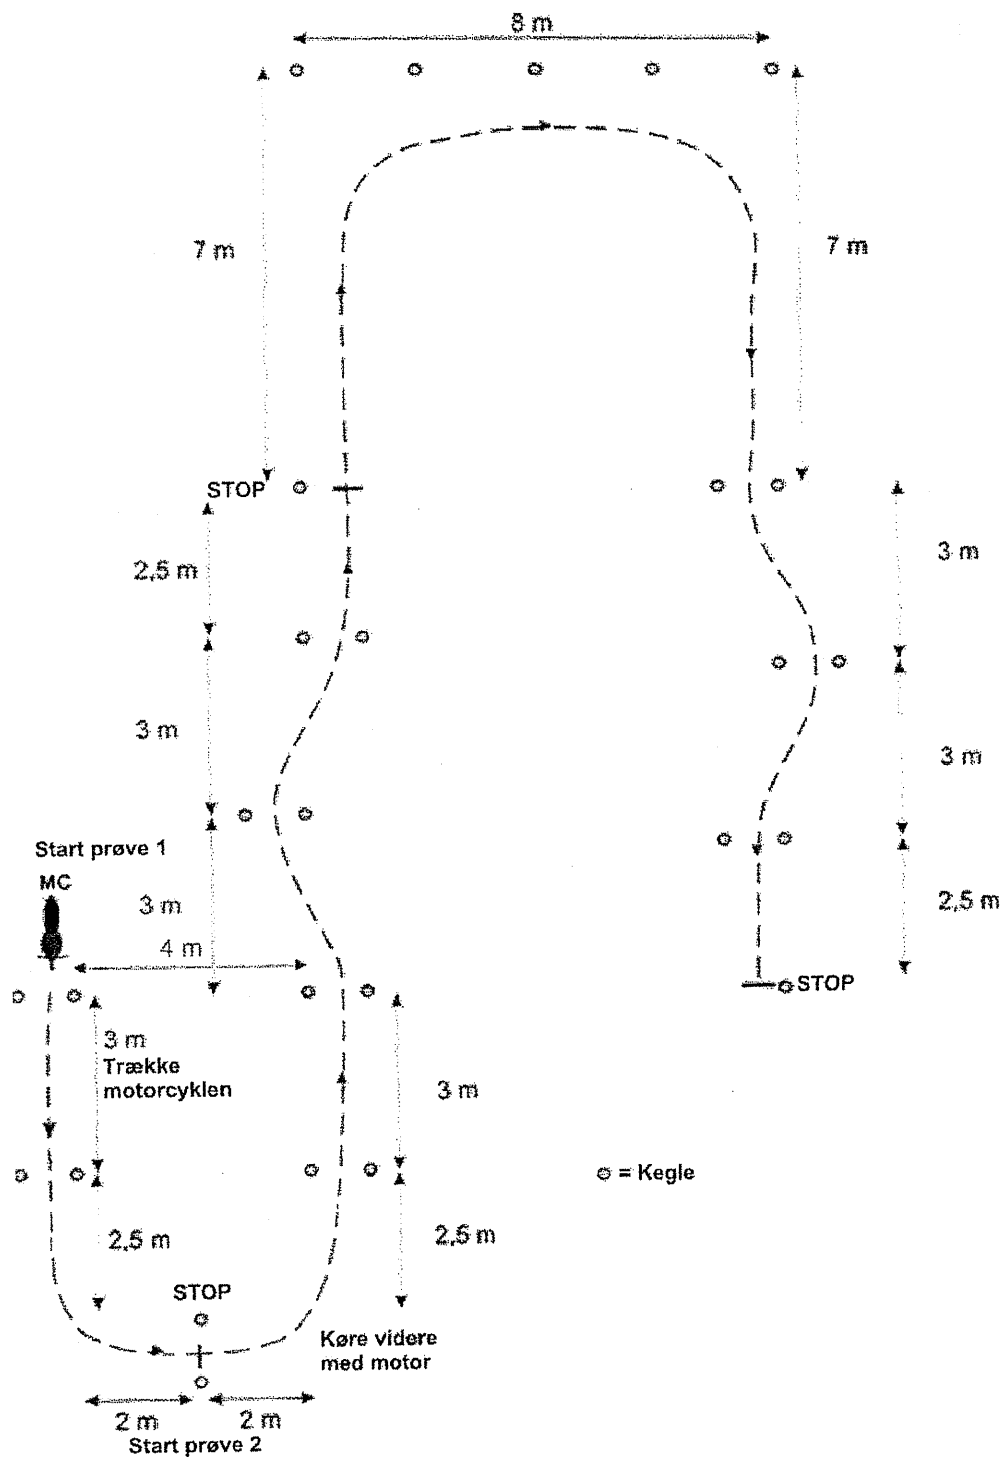 8 m
7 m
7 m
STOP
2,5 m
3 m
3 m
3 m
Start prøve 1
MC
3 m
4 m
2,5 m
STOP
3 m
Trække
motorcyklen
3 m
= Kegle
2,5 m
2,5 m
STOP
Køre videre
med motor
2 m
2 m
Start prøve 2